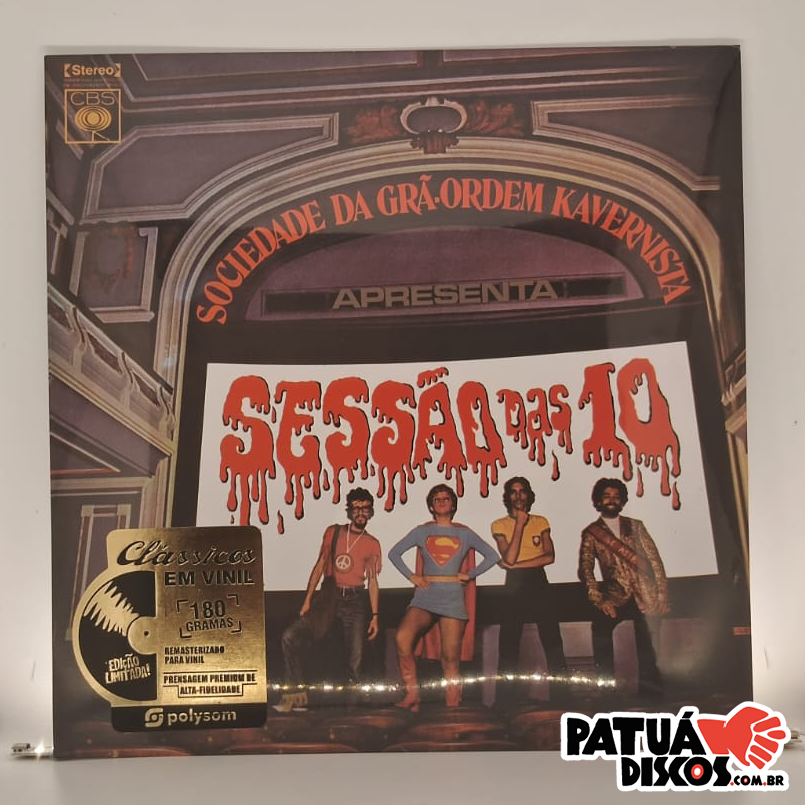 Stereo
CBS
SOCIEDADE DA GRÃ-ORDEM KAVERNISTA
APRESENTA
SESSÃO DAS 10
Clássicos
EM VINIL
180
GRAMAS
REMASTERIZADO
PARA VINIL
EDIÇÃO
LIMITADA!
PRENSAGEM PREMIUM DE
ALTA-FIDELIDADE
polysom
PATUÁ
DISCOS.COM.BR